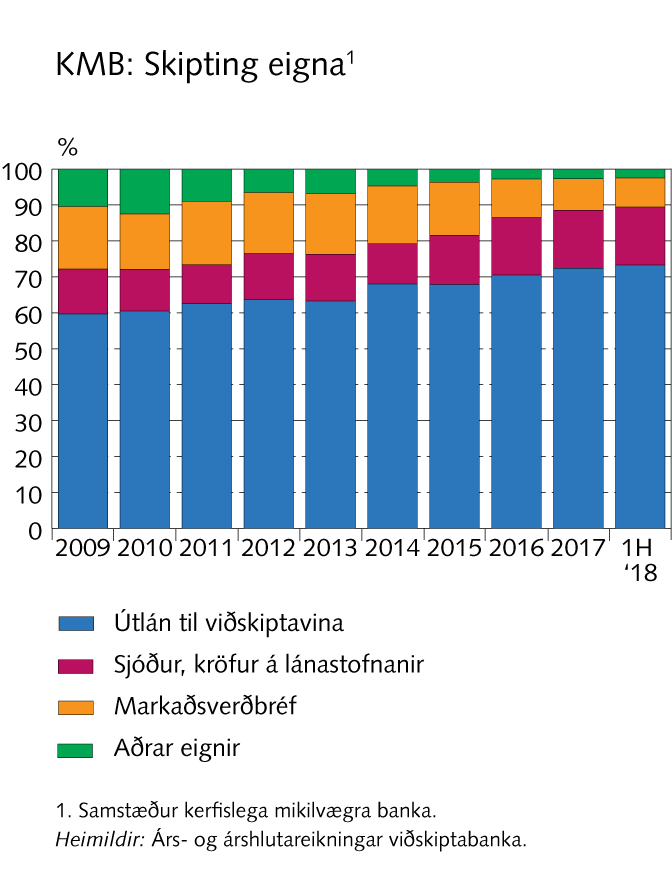 KMB: Skipting eigna¹
%
100
90
80
70
60
50
40
30
20
10
0
2009 2010 2011 2012 2013 2014 2015 2016 2017 1H
‘18
Útlán til viðskiptavina
Sjóður, kröfur á lánastofnanir
Markaðsverðbréf
Aðrar eignir
1. Samstæður kerfislega mikilvægra banka.
Heimildir: Árs- og árshlutareikningar viðskiptabanka.